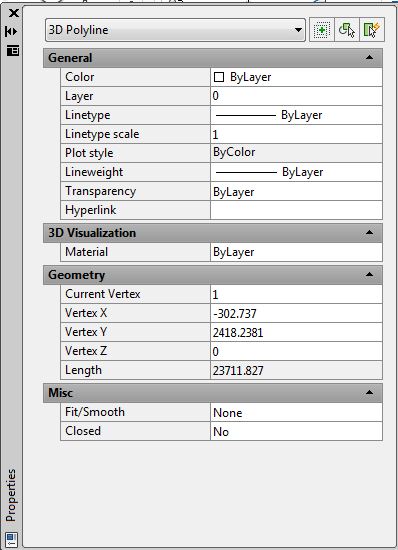 3D Polyline
General
Color ByLayer
Layer 0
Linetype ByLayer
Linetype scale 1
Plot style ByColor
Lineweight ByLayer
Transparency ByLayer
Hyperlink
3D Visualization
Material ByLayer
Geometry
Current Vertex 1
Vertex X -302.737
Vertex Y 2418.2381
Vertex Z 0
Length 23711.827
Misc
Fit/Smooth None
Closed No
Properties